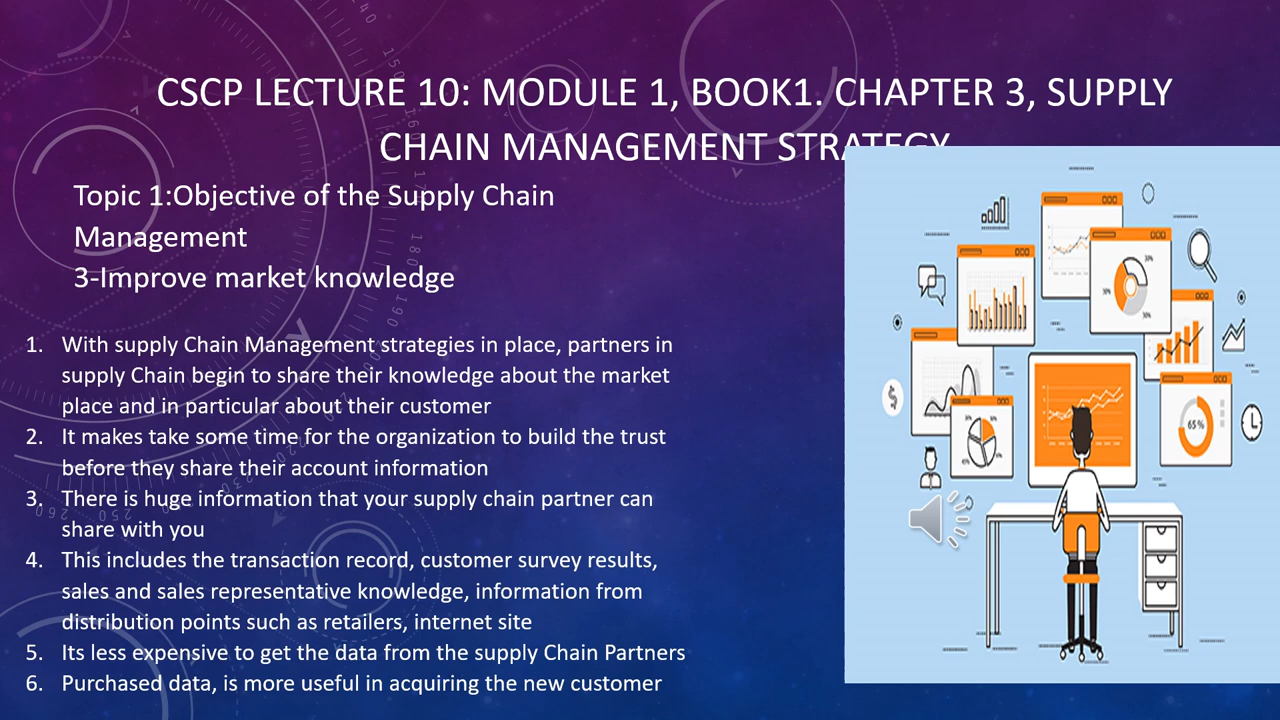 CSCP LECTURE 10: MODULE 1, BOOK1. CHAPTER 3, SUPPLY
CHAIN MANAGEMENT STRATEGY
Topic 1:Objective of the Supply Chain
Management
3-Improve market knowledge
1. With supply Chain Management strategies in place, partners in
supply Chain begin to share their knowledge about the market
place and in particular about their customer
2. It makes take some time for the organization to build the trust
before they share their account information
3. There is huge information that your supply chain partner can
share with you
4. This includes the transaction record, customer survey results,
sales and sales representative knowledge, information from
distribution points such as retailers, internet site
5. Its less expensive to get the data from the supply Chain Partners
6. Purchased data, is more useful in acquiring the new customer
$
65 %